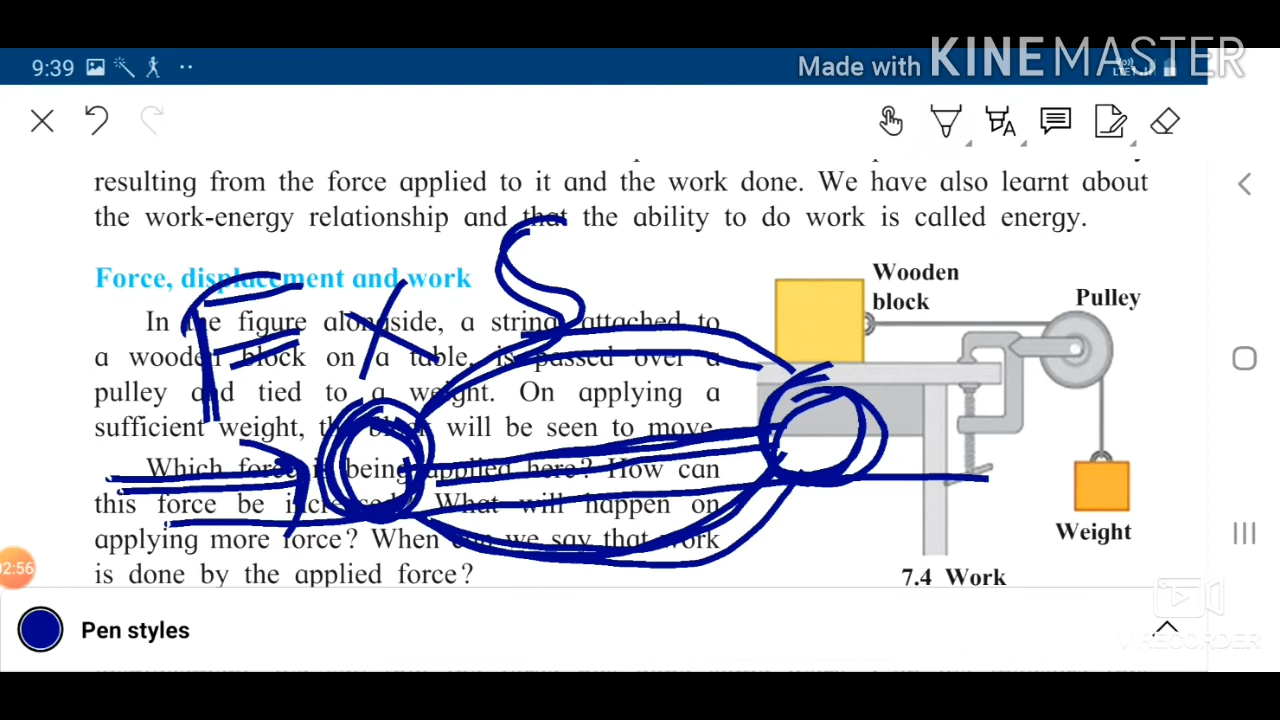 Made with KINEMASTER
9:39
resulting from the force applied to it and the work done. We have also learnt about
the work-energy relationship and that the ability to do work is called energy.
Force, displacement and work
F × S
Wooden
block
Pulley
In the figure alongside, a string attached to
a wooden block on a table, is passed over a
pulley and tied to a weight. On applying a
sufficient weight, the block will be seen to move.
Which force is being applied here? How can
this force be increased? What will happen on
applying more force? When can we say that work
is done by the applied force?
Weight
7.4 Work
02:56
Pen styles
VRECORDER